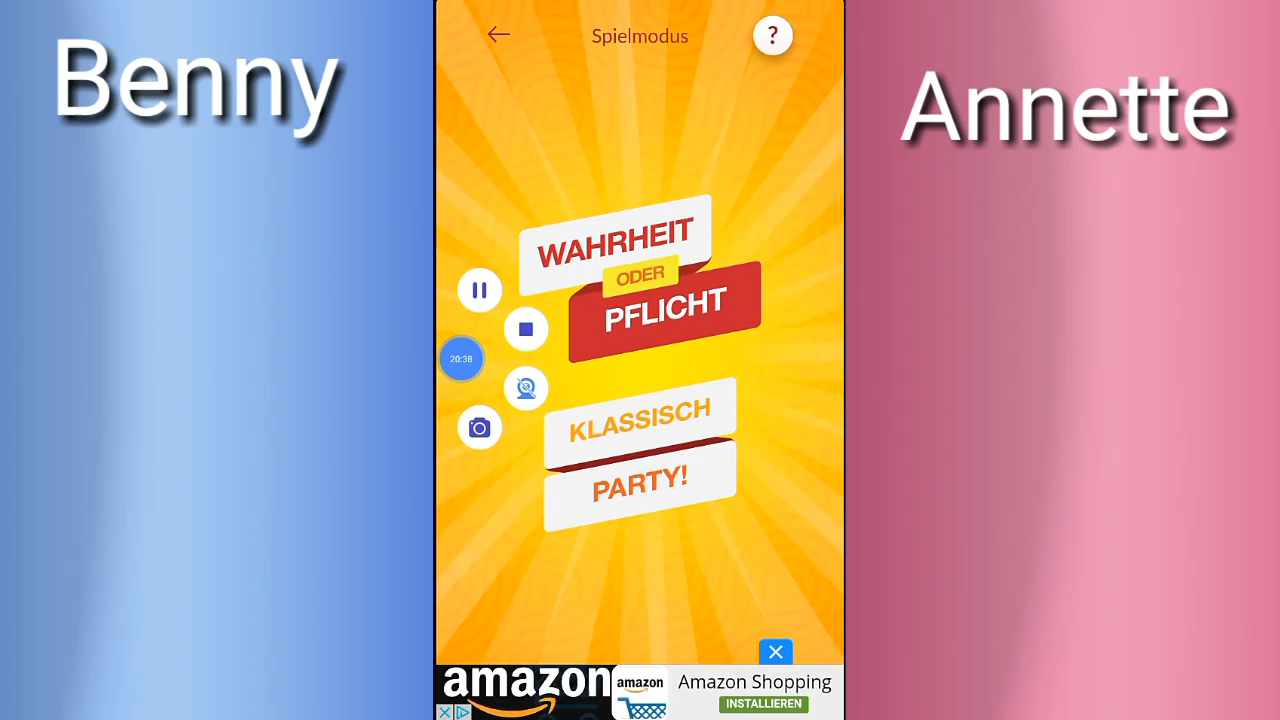 Benny
Annette
Spielmodus
?
WAHRHEIT
ODER
PFLICHT
20:38
KLASSISCH
PARTY!
amazon
amazon
Amazon Shopping
INSTALLIEREN